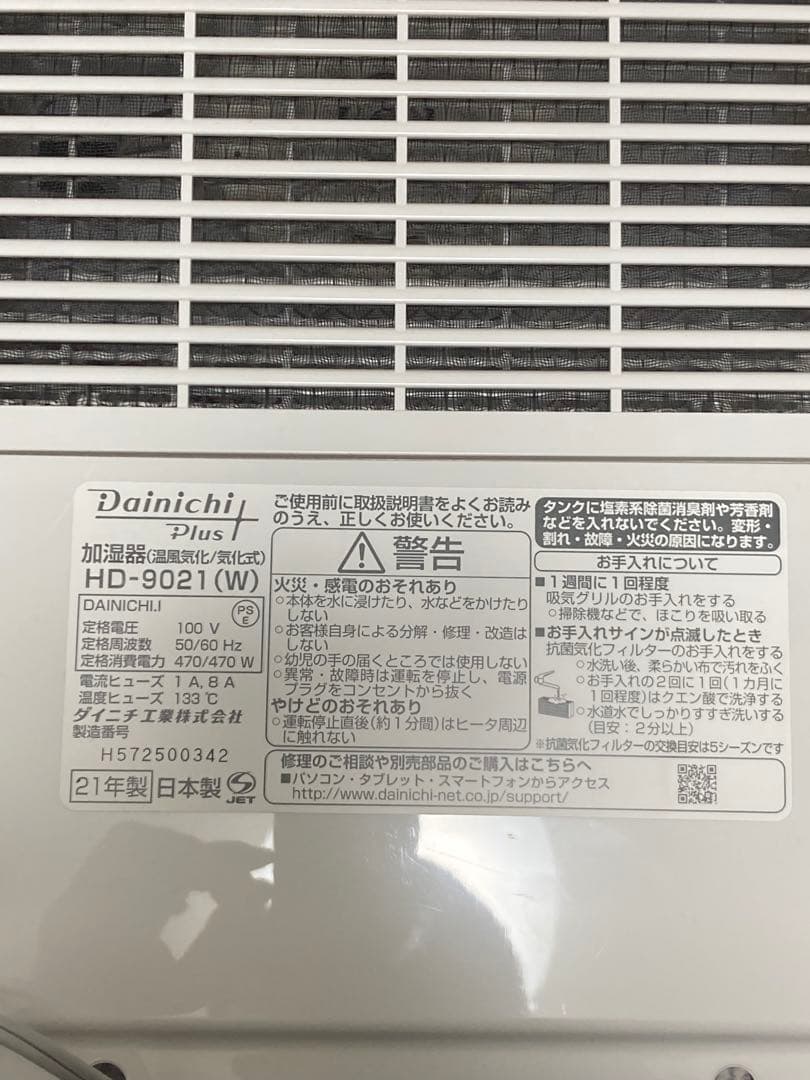 Dainichi
Plus
加湿器(温風気化/気化式)
HD-9021(W)
DAINICHI.I
PS
E
定格電圧 100 V
定格周波数 50/60 Hz
定格消費電力 470/470 W
電流ヒューズ 1 A, 8 A
温度ヒューズ 133 ℃
ダイニチ工業株式会社
製造番号
H572500342
21年製 日本製 JET
ご使用前に取扱説明書をよくお読み
のうえ、正しくお使いください。
警告
火災・感電のおそれあり
○本体を水に浸けたり、水などをかけたり
しない
○お客様自身による分解・修理・改造は
しない
○幼児の手の届くところでは使用しない
○異常・故障時は運転を停止し、電源
プラグをコンセントから抜く
やけどのおそれあり
○運転停止直後(約1分間)はヒータ周辺
に触れない
タンクに塩素系除菌消臭剤や芳香剤
などを入れないでください。変形・
割れ・故障・火災の原因になります。
お手入れについて
■1週間に1回程度
吸気グリルのお手入れをする
○掃除機などで、ほこりを吸い取る
■お手入れサインが点滅したとき
抗菌気化フィルターのお手入れをする
○水洗い後、柔らかい布で汚れをふく
○お手入れの2回に1回(1カ月に
1回程度)はクエン酸で洗浄する
○水道水でしっかりすすぎ洗いする
(目安：2分以上)
※抗菌気化フィルターの交換目安は5シーズンです
修理のご相談や別売部品のご購入はこちらへ
■パソコン・タブレット・スマートフォンからアクセス
http://www.dainichi-net.co.jp/support/